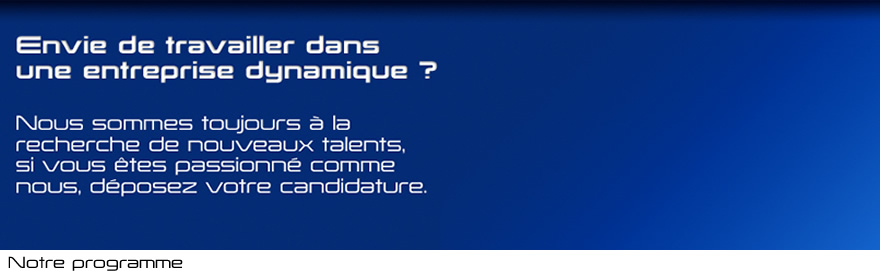 Envie de travailler dans
une entreprise dynamique ?
Nous sommes toujours à la
recherche de nouveaux talents,
si vous êtes passionné comme
nous, déposez votre candidature.
Notre programme